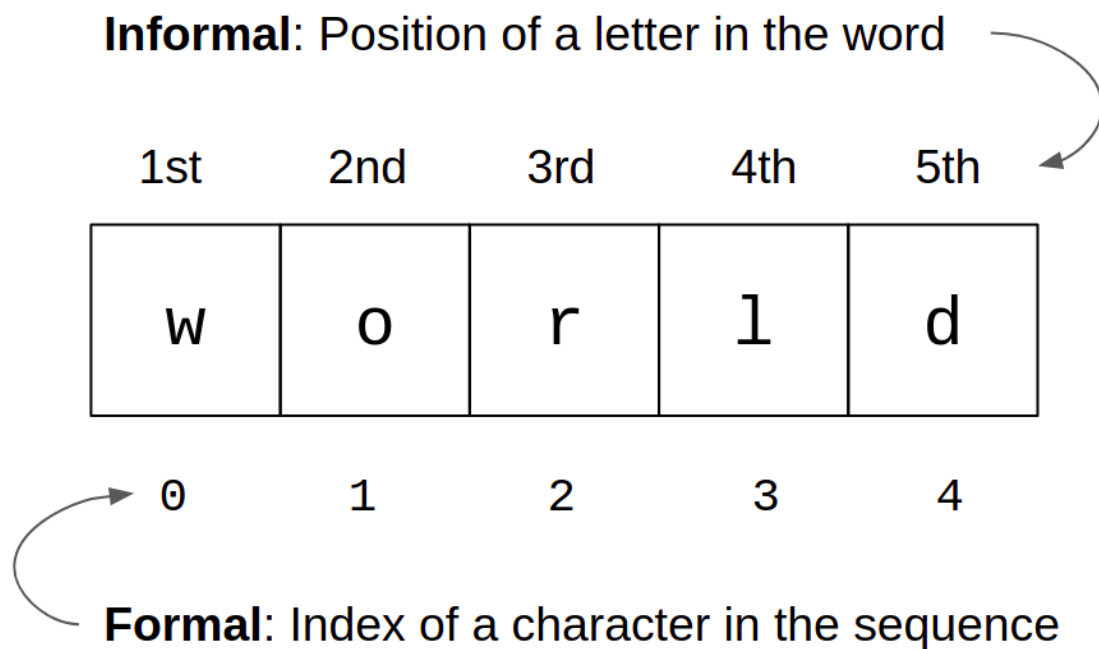 Informal: Position of a letter in the word
1st 2nd 3rd 4th 5th
w o r l d
0 1 2 3 4
Formal: Index of a character in the sequence